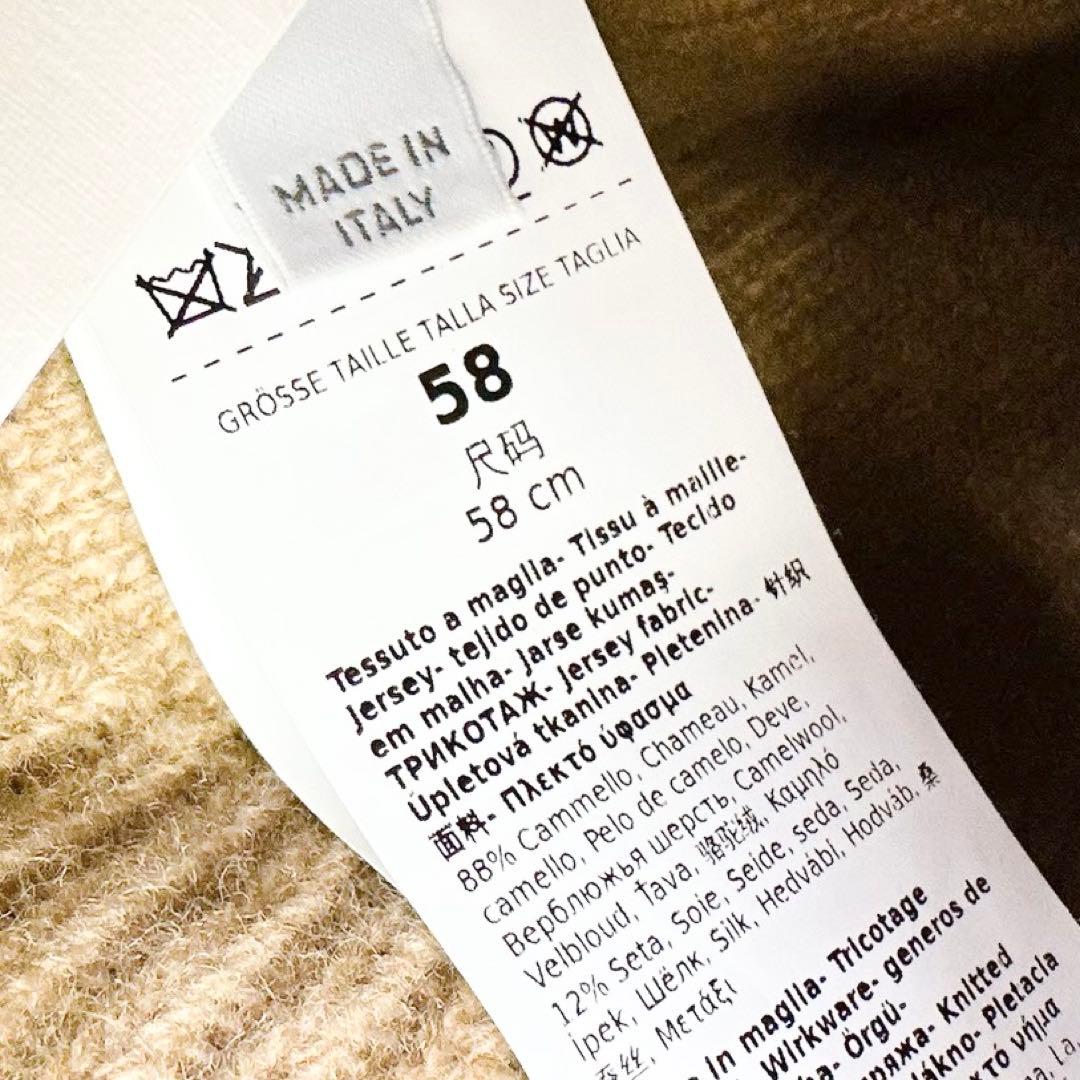 MADE IN
ITALY
GRÖSSE TAILLE TALLA SIZE TAGLIA
58
尺码
58 cm
Tessuto a maglia- Tissu à maille-
Jersey- tejido de punto- Tecido
em malha- Jarse kumaş-
ТРИКОТАЖ- Jersey fabric-
Úpletová tkanina- Pletenina- 针织
面料- Πλεκτό ύφασμα
88% Cammello, Chameau, Kamel,
camello, Pelo de camelo, Deve,
Верблюжья шерсть, Camelwool,
Velbloud, Ťava, 骆驼绒, Καμηλό
12% Seta, Soie, Seide, seda, Seda,
İpek, Шёлк, Silk, Hedvábí, Hodváb, 桑
蚕丝, Μετάξι
in maglia- Tricotage
Wirkware- generos de
Örgü-
Knitted
Pletacia
νήμα